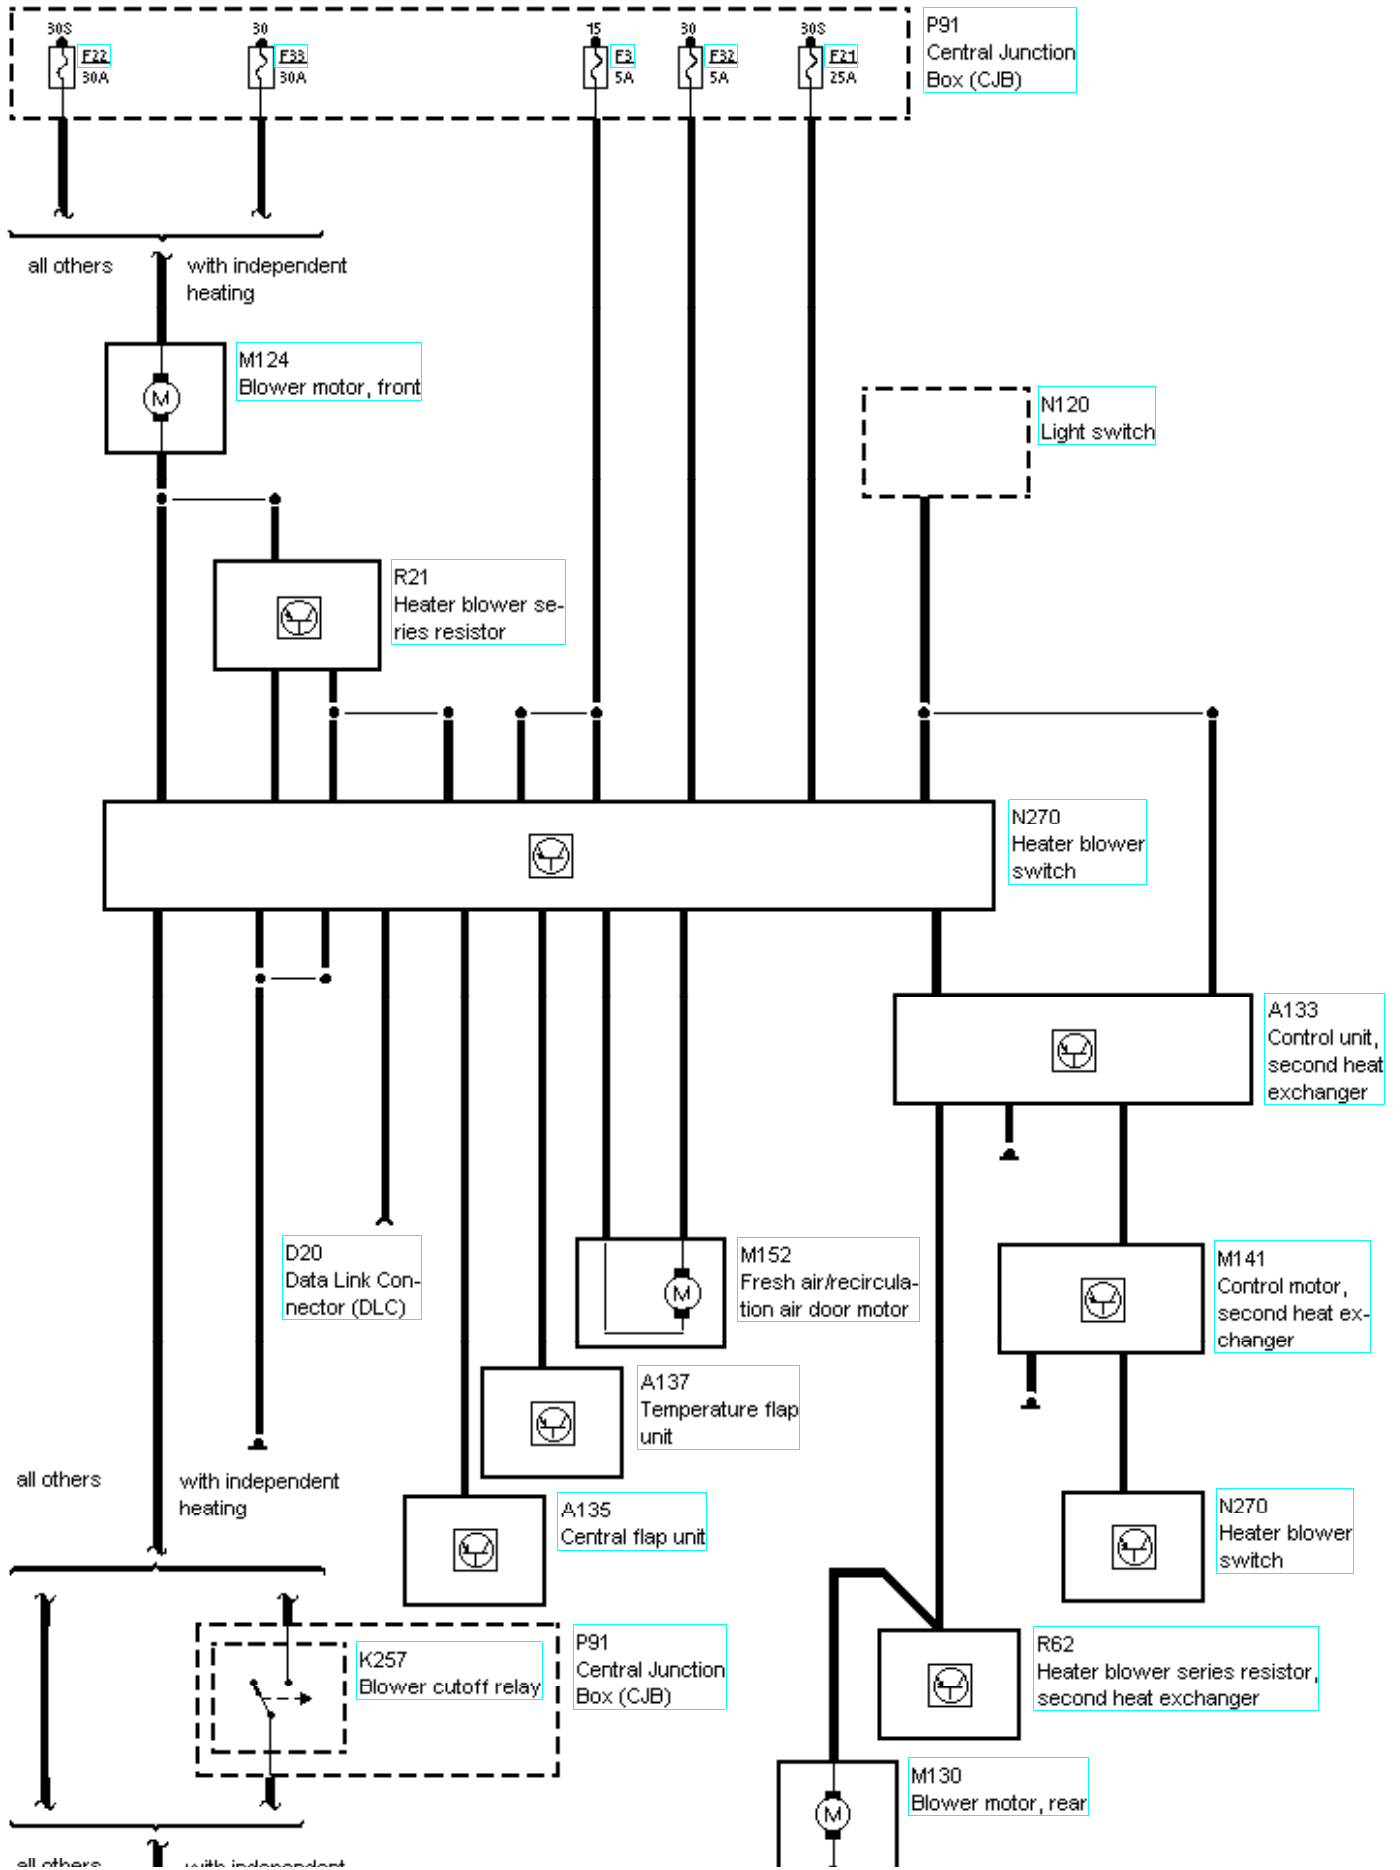 30S
30
15
30
30S
F22
30A
F33
30A
F3
5A
F32
5A
F21
25A
P91
Central Junction
Box (CJB)
all others
with independent
heating
M124
Blower motor, front
M
N120
Light switch
R21
Heater blower se-
ries resistor
N270
Heater blower
switch
A133
Control unit,
second heat
exchanger
D20
Data Link Con-
nector (DLC)
M152
Fresh air/recircula-
tion air door motor
M
M141
Control motor,
second heat ex-
changer
A137
Temperature flap
unit
all others
with independent
heating
A135
Central flap unit
N270
Heater blower
switch
K257
Blower cutoff relay
P91
Central Junction
Box (CJB)
R62
Heater blower series resistor,
second heat exchanger
M130
Blower motor, rear
M
all others
with independent